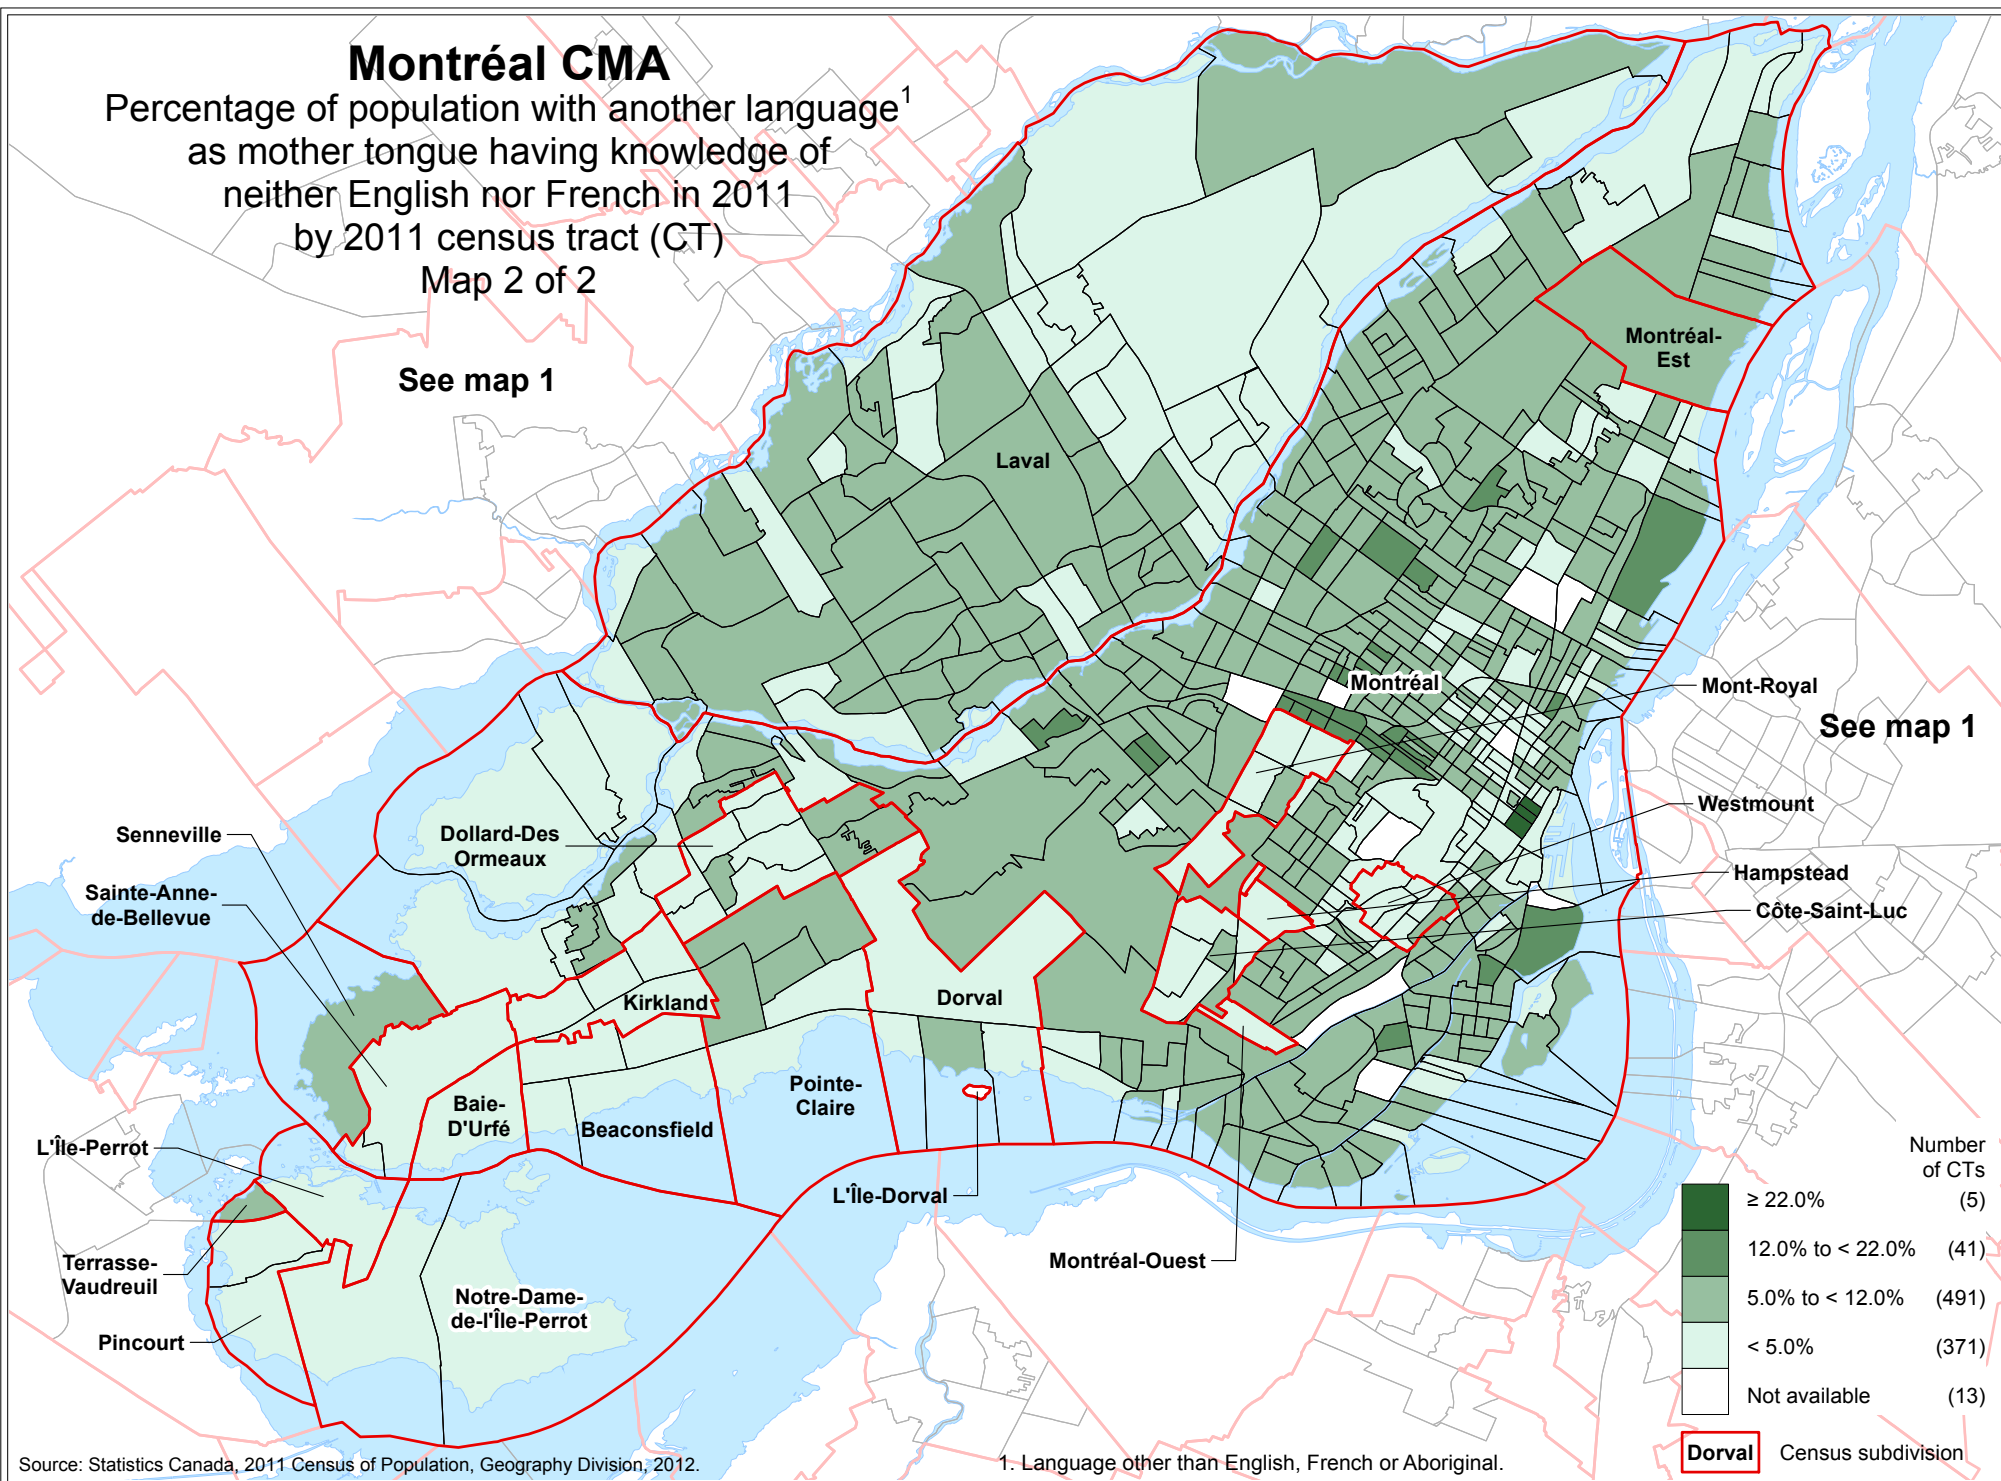 Montréal CMA
Percentage of population with another language¹
as mother tongue having knowledge of
neither English nor French in 2011
by 2011 census tract (CT)
Map 2 of 2
See map 1
Montréal-
Est
Laval
Montréal
Mont-Royal
See map 1
Westmount
Hampstead
Côte-Saint-Luc
Senneville
Dollard-Des
Ormeaux
Sainte-Anne-
de-Bellevue
Kirkland
Dorval
Baie-
D'Urfé
Beaconsfield
Pointe-
Claire
L'Île-Perrot
L'Île-Dorval
Montréal-Ouest
Terrasse-
Vaudreuil
Notre-Dame-
de-l'Île-Perrot
Pincourt
Number
of CTs
≥ 22.0% (5)
12.0% to < 22.0% (41)
5.0% to < 12.0% (491)
< 5.0% (371)
Not available (13)
Dorval Census subdivision
Source: Statistics Canada, 2011 Census of Population, Geography Division, 2012.
1. Language other than English, French or Aboriginal.